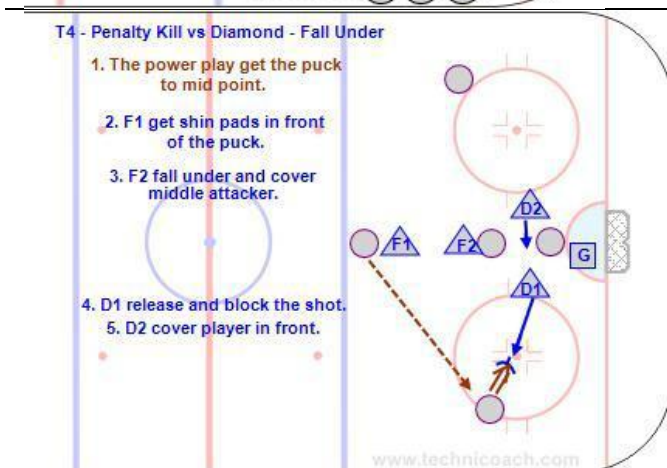 T4 - Penalty Kill vs Diamond - Fall Under
1. The power play get the puck
to mid point.
2. F1 get shin pads in front
of the puck.
3. F2 fall under and cover
middle attacker.
D2
F1
F2
G
D1
4. D1 release and block the shot.
5. D2 cover player in front.
www.technicoach.com